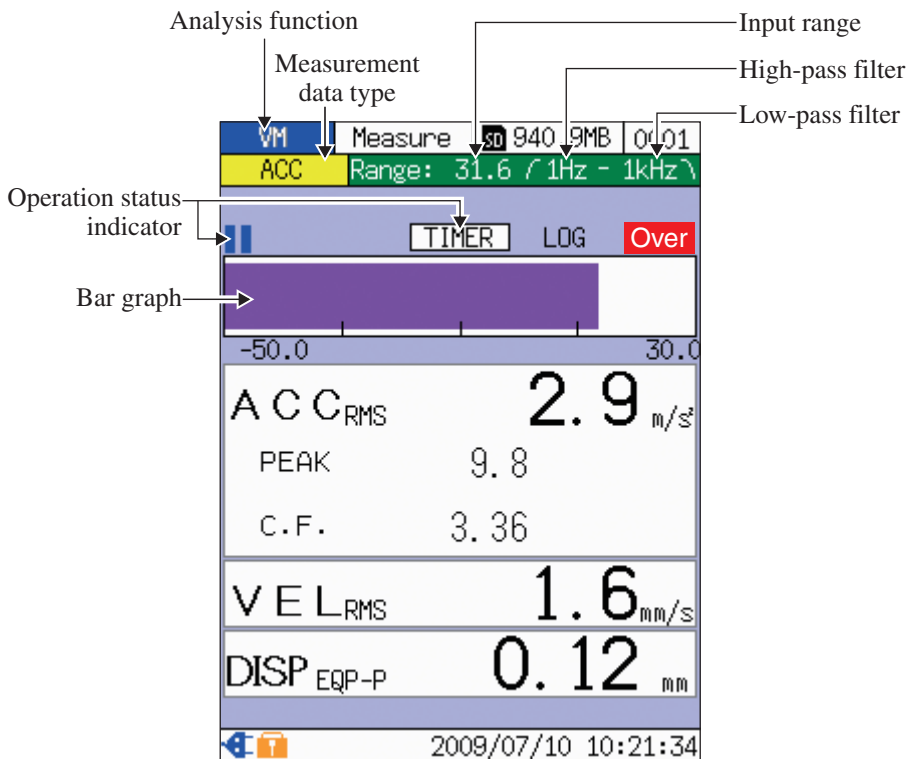 Analysis function
Input range
Measurement
data type
High-pass filter
Low-pass filter
VM Measure SD 940.9MB 0001
ACC Range: 31.6 ( 1Hz - 1kHz )
Operation status
indicator
TIMER LOG Over
Bar graph
-50.0 30.0
ACC RMS 2.9 m/s²
PEAK 9.8
C.F. 3.36
VEL RMS 1.6 mm/s
DISP EQP-P 0.12 mm
2009/07/10 10:21:34